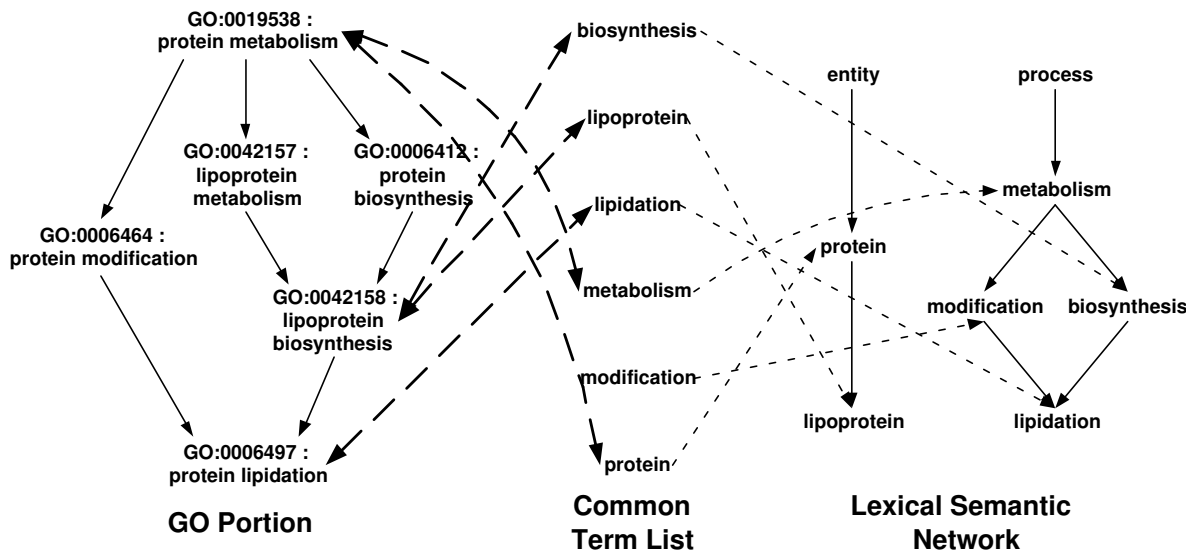 GO:0019538 :
protein metabolism
GO:0042157 :
lipoprotein
metabolism
GO:0006412 :
protein
biosynthesis
GO:0006464 :
protein modification
GO:0042158 :
lipoprotein
biosynthesis
GO:0006497 :
protein lipidation
GO Portion
biosynthesis
lipoprotein
lipidation
metabolism
modification
protein
Common
Term List
entity
process
metabolism
protein
modification
biosynthesis
lipoprotein
lipidation
Lexical Semantic
Network